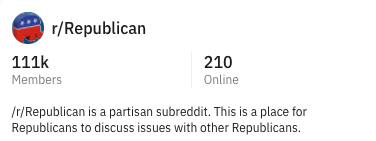 r/Republican
111k 210
Members Online
/r/Republican is a partisan subreddit. This is a place for
Republicans to discuss issues with other Republicans.